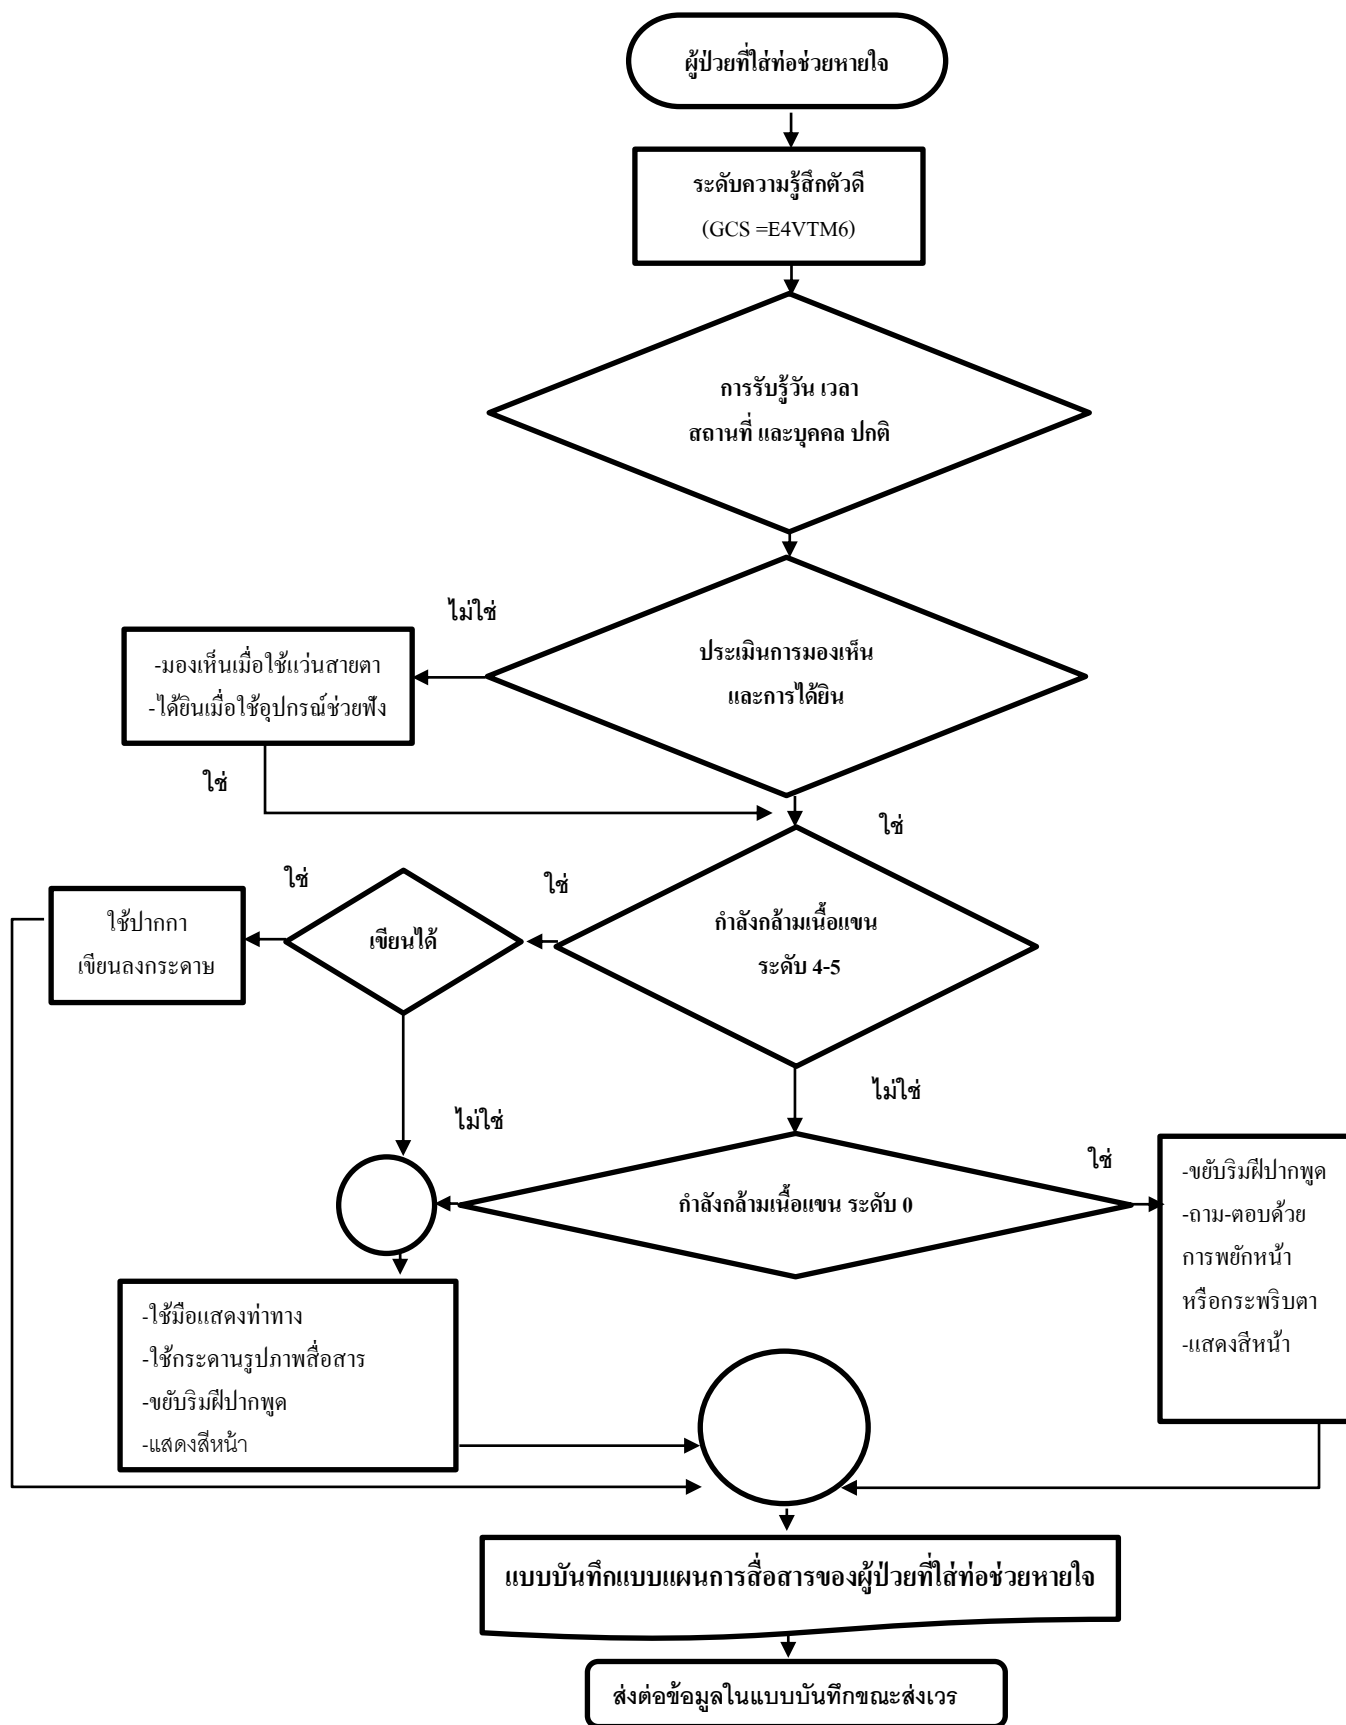 ผู้ป่วยที่ใส่ท่อช่วยหายใจ
ระดับความรู้สึกตัวดี
(GCS =E4VTM6)
การรับรู้วัน เวลา
สถานที่ และบุคคล ปกติ
ไม่ใช่
-มองเห็นเมื่อใช้แว่นสายตา
-ได้ยินเมื่อใช้อุปกรณ์ช่วยฟัง
ประเมินการมองเห็น
และการได้ยิน
ใช่
ใช่
ใช่
ใช่
ใช้ปากกา
เขียนลงกระดาษ
เขียนได้
กำลังกล้ามเนื้อแขน
ระดับ 4-5
ไม่ใช่
ไม่ใช่
กำลังกล้ามเนื้อแขน ระดับ 0
ใช่
-ขยับริมฝีปากพูด
-ถาม-ตอบด้วย
การพยักหน้า
หรือกระพริบตา
-แสดงสีหน้า
-ใช้มือแสดงท่าทาง
-ใช้กระดานรูปภาพสื่อสาร
-ขยับริมฝีปากพูด
-แสดงสีหน้า
แบบบันทึกแบบแผนการสื่อสารของผู้ป่วยที่ใส่ท่อช่วยหายใจ
ส่งต่อข้อมูลในแบบบันทึกขณะส่งเวร